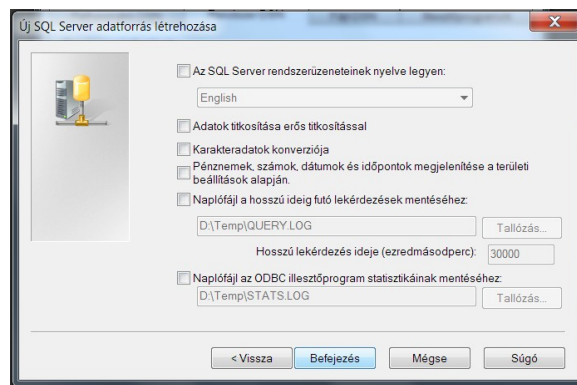 Új SQL Server adatforrás létrehozása
Az SQL Server rendszerüzeneteinek nyelve legyen:
English
Adatok titkosítása erős titkosítással
Karakteradatok konverziója
Pénznemek, számok, dátumok és időpontok megjelenítése a területi
beállítások alapján.
Naplófájl a hosszú ideig futó lekérdezések mentéséhez:
D:\Temp\QUERY.LOG
Tallózás...
Hosszú lekérdezés ideje (ezredmásodperc):
30000
Naplófájl az ODBC illesztőprogram statisztikáinak mentéséhez:
D:\Temp\STATS.LOG
Tallózás...
< Vissza
Befejezés
Mégse
Súgó